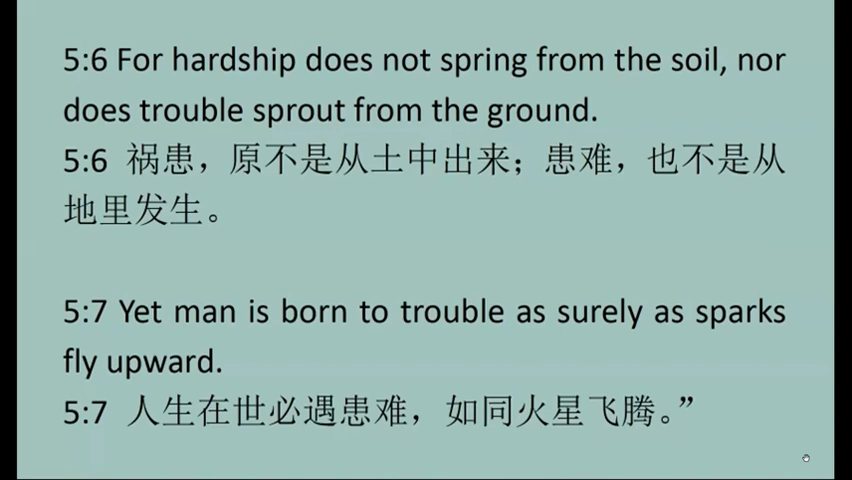 5:6 For hardship does not spring from the soil, nor
does trouble sprout from the ground.
5:6 祸患，原不是从土中出来；患难，也不是从
地里发生。
5:7 Yet man is born to trouble as surely as sparks
fly upward.
5:7 人生在世必遇患难，如同火星飞腾。”